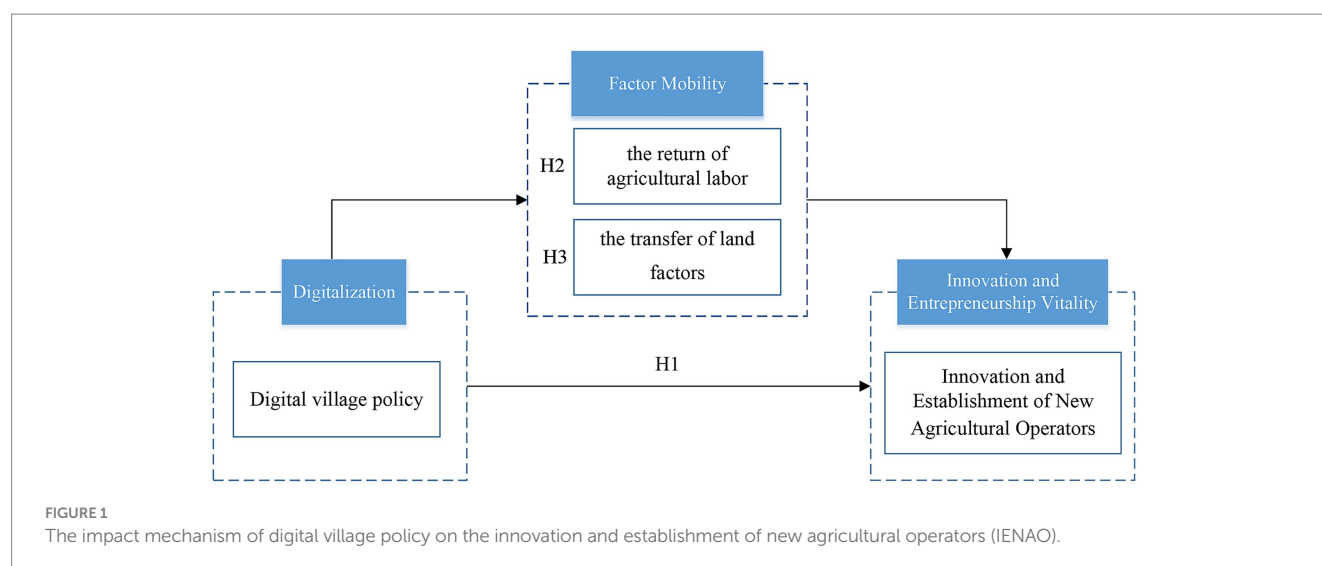 Factor Mobility
H2
the return of
agricultural labor
H3
the transfer of land
factors
Digitalization
Digital village policy
H1
Innovation and
Entrepreneurship Vitality
Innovation and
Establishment of New
Agricultural Operators
FIGURE 1
The impact mechanism of digital village policy on the innovation and establishment of new agricultural operators (IENAO).